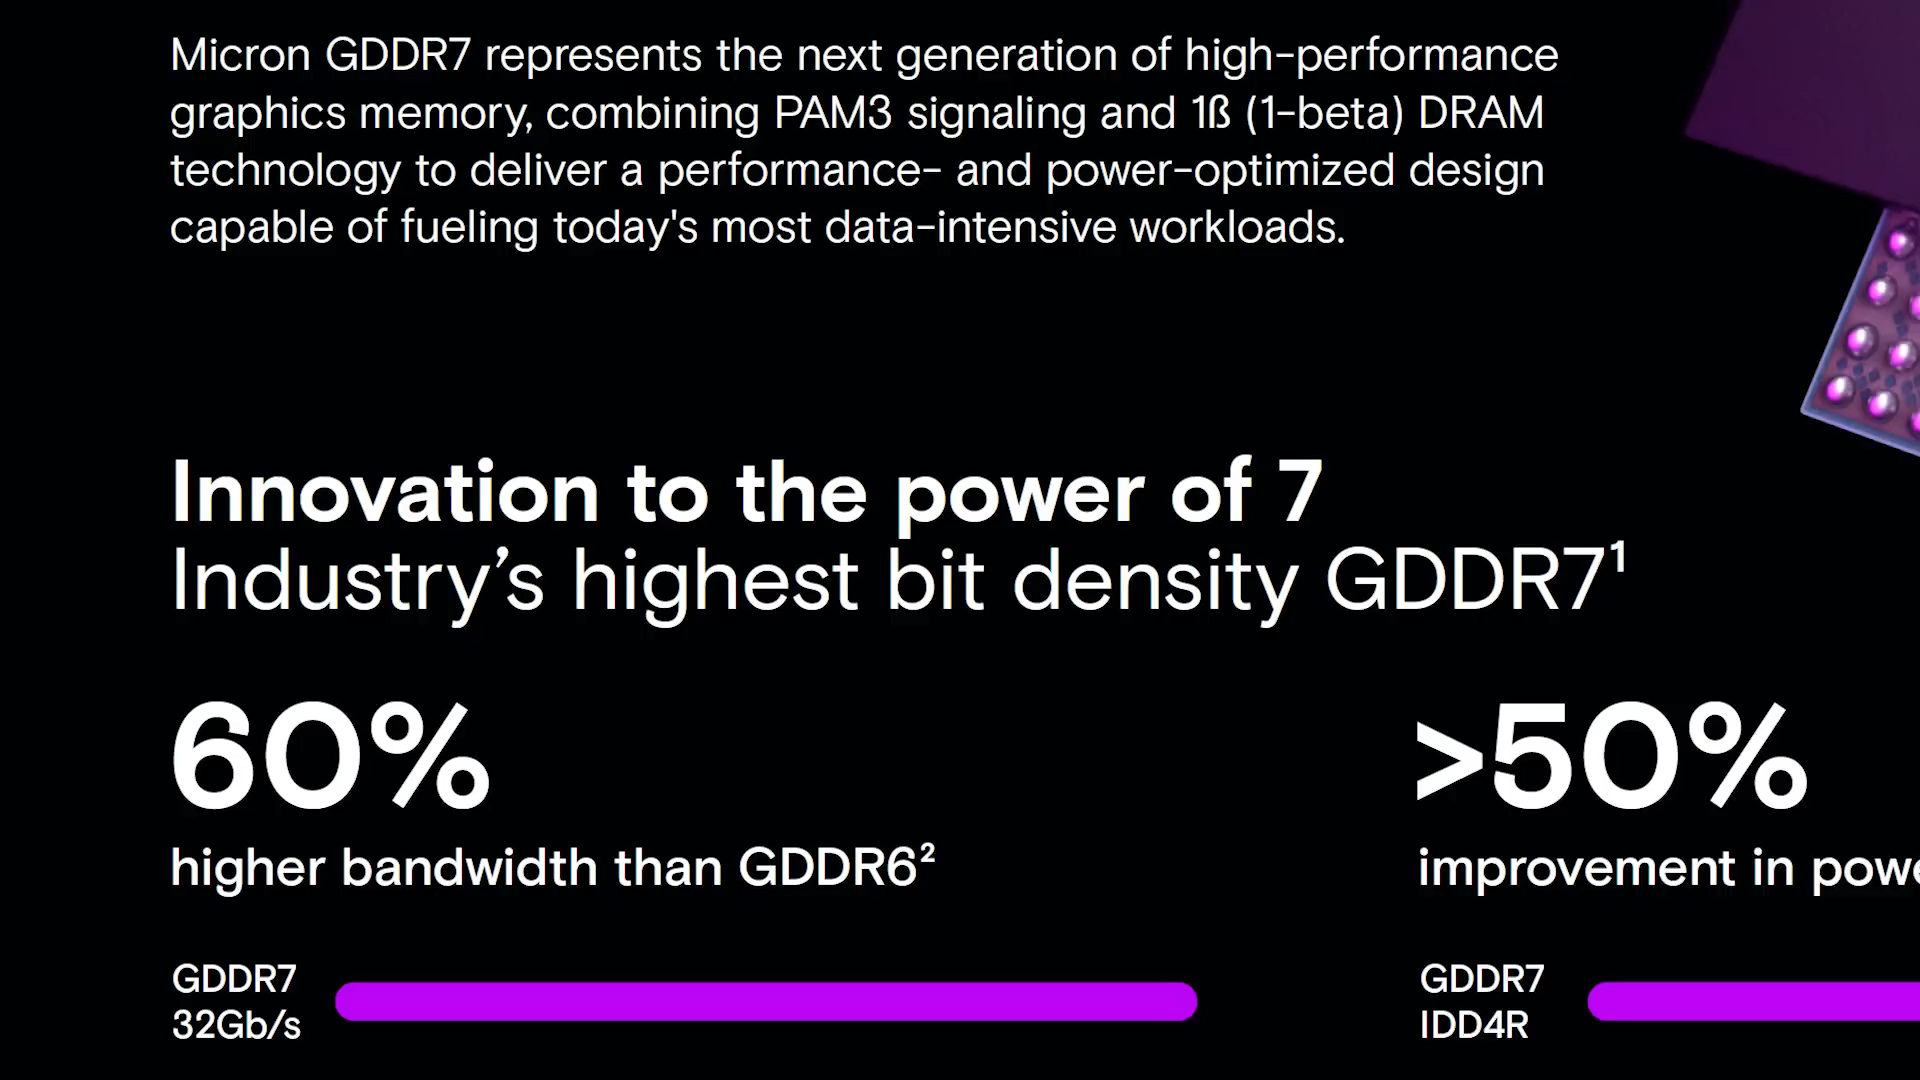 Micron GDDR7 represents the next generation of high-performance
graphics memory, combining PAM3 signaling and 1ß (1-beta) DRAM
technology to deliver a performance- and power-optimized design
capable of fueling today's most data-intensive workloads.
Innovation to the power of 7
Industry’s highest bit density GDDR7¹
60%
higher bandwidth than GDDR6²
GDDR7
32Gb/s
>50%
improvement in
GDDR7
IDD4R